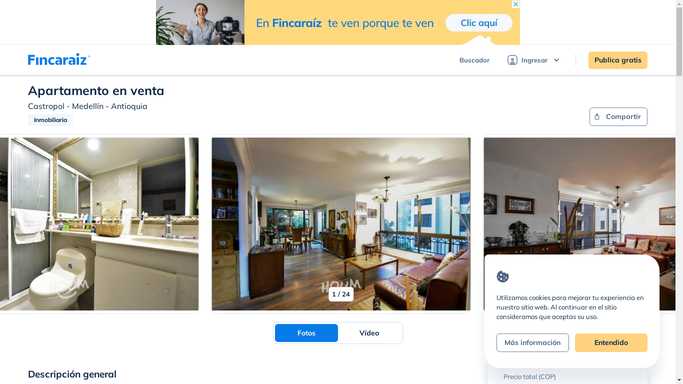 En Fincaraíz te ven porque te ven
Clic aquí
Fincaraíz
Buscador
Ingresar
Publica gratis
Apartamento en venta
Castropol - Medellín - Antioquia
Inmobiliaria
Compartir
HOUM
1 / 24
Fotos
Vídeo
Utilizamos cookies para mejorar tu experiencia en
nuestro sitio web. Al continuar en el sitio
consideramos que aceptas su uso.
Más información
Entendido
Descripción general
Precio total (COP)